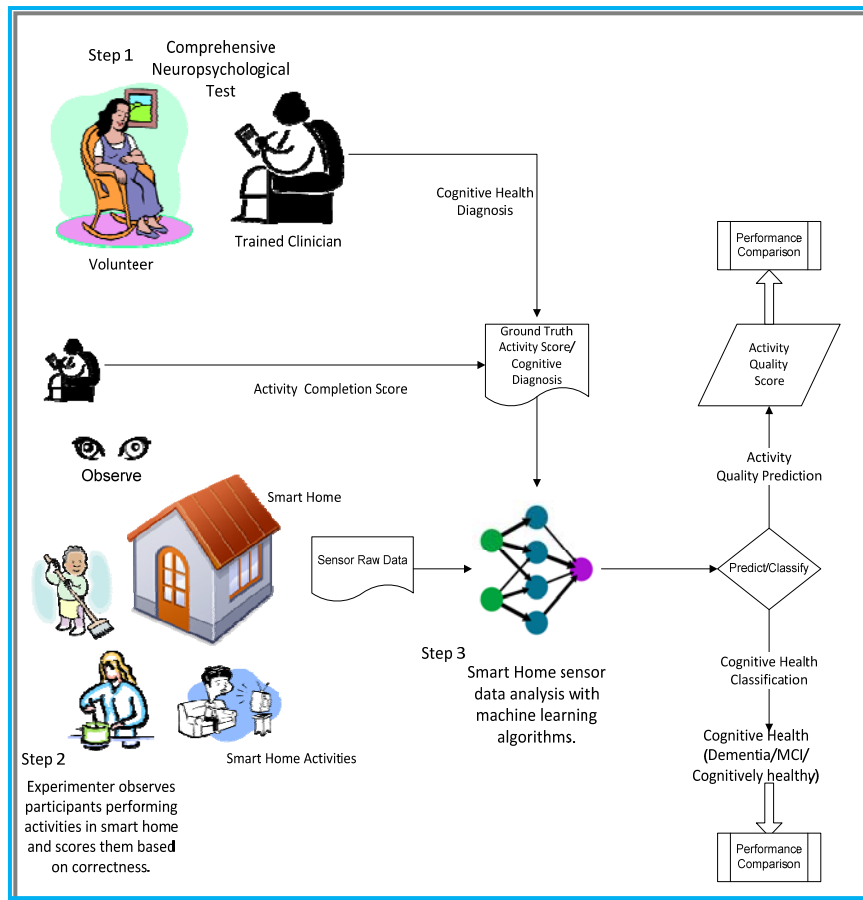 Step 1
Comprehensive
Neuropsychological
Test
Volunteer
Trained Clinician
Cognitive Health
Diagnosis
Performance
Comparison
Ground Truth
Activity Score/
Cognitive
Diagnosis
Activity
Quality
Score
Activity Completion Score
Observe
Activity
Quality Prediction
Smart Home
Sensor Raw Data
Predict/Classify
Step 3
Smart Home sensor
data analysis with
machine learning
algorithms.
Cognitive Health
Classification
Cognitive Health
(Dementia/MCI/
Cognitively healthy)
Smart Home Activities
Step 2
Experimenter observes
participants performing
activities in smart home
and scores them based
on correctness.
Performance
Comparison